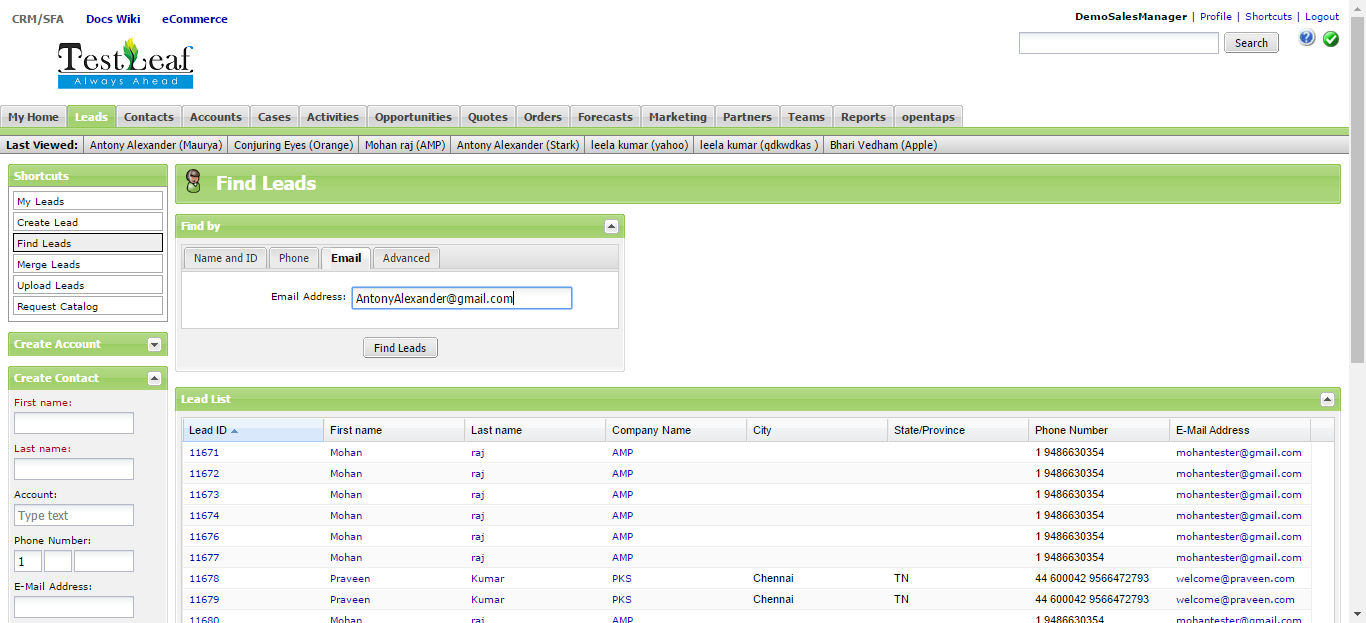 CRM/SFA Docs Wiki eCommerce
DemoSalesManager | Profile | Shortcuts | Logout
Search
TestLeaf
Always Ahead
My Home Leads Contacts Accounts Cases Activities Opportunities Quotes Orders Forecasts Marketing Partners Teams Reports opentaps
Last Viewed: Antony Alexander (Maurya) Conjuring Eyes (Orange) Mohan raj (AMP) Antony Alexander (Stark) leela kumar (yahoo) leela kumar (qdkwdkas ) Bhari Vedham (Apple)
Shortcuts
My Leads
Create Lead
Find Leads
Merge Leads
Upload Leads
Request Catalog
Create Account
Create Contact
First name:
Last name:
Account:
Type text
Phone Number:
1
E-Mail Address:
Find Leads
Find by
Name and ID Phone Email Advanced
Email Address: AntonyAlexander@gmail.com
Find Leads
Lead List
Lead ID First name Last name Company Name City State/Province Phone Number E-Mail Address
11671 Mohan raj AMP 1 9486630354 mohantester@gmail.com
11672 Mohan raj AMP 1 9486630354 mohantester@gmail.com
11673 Mohan raj AMP 1 9486630354 mohantester@gmail.com
11674 Mohan raj AMP 1 9486630354 mohantester@gmail.com
11676 Mohan raj AMP 1 9486630354 mohantester@gmail.com
11677 Mohan raj AMP 1 9486630354 mohantester@gmail.com
11678 Praveen Kumar PKS Chennai TN 44 600042 9566472793 welcome@praveen.com
11679 Praveen Kumar PKS Chennai TN 44 600042 9566472793 welcome@praveen.com
11680 Mohan raj AMP 1 9486630354 mohantester@gmail.com